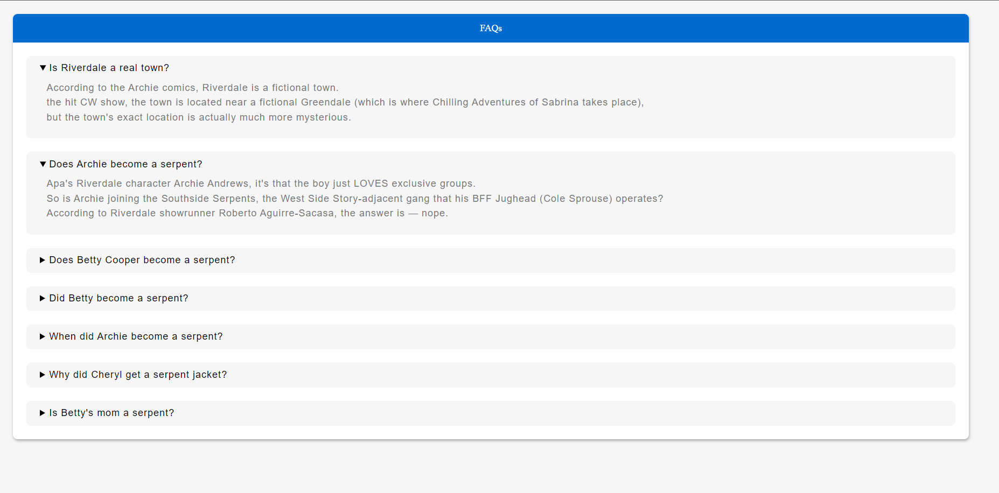 FAQs
Is Riverdale a real town?
According to the Archie comics, Riverdale is a fictional town.
the hit CW show, the town is located near a fictional Greendale (which is where Chilling Adventures of Sabrina takes place),
but the town's exact location is actually much more mysterious.
Does Archie become a serpent?
Apa's Riverdale character Archie Andrews, it's that the boy just LOVES exclusive groups.
So is Archie joining the Southside Serpents, the West Side Story-adjacent gang that his BFF Jughead (Cole Sprouse) operates?
According to Riverdale showrunner Roberto Aguirre-Sacasa, the answer is — nope.
Does Betty Cooper become a serpent?
Did Betty become a serpent?
When did Archie become a serpent?
Why did Cheryl get a serpent jacket?
Is Betty's mom a serpent?